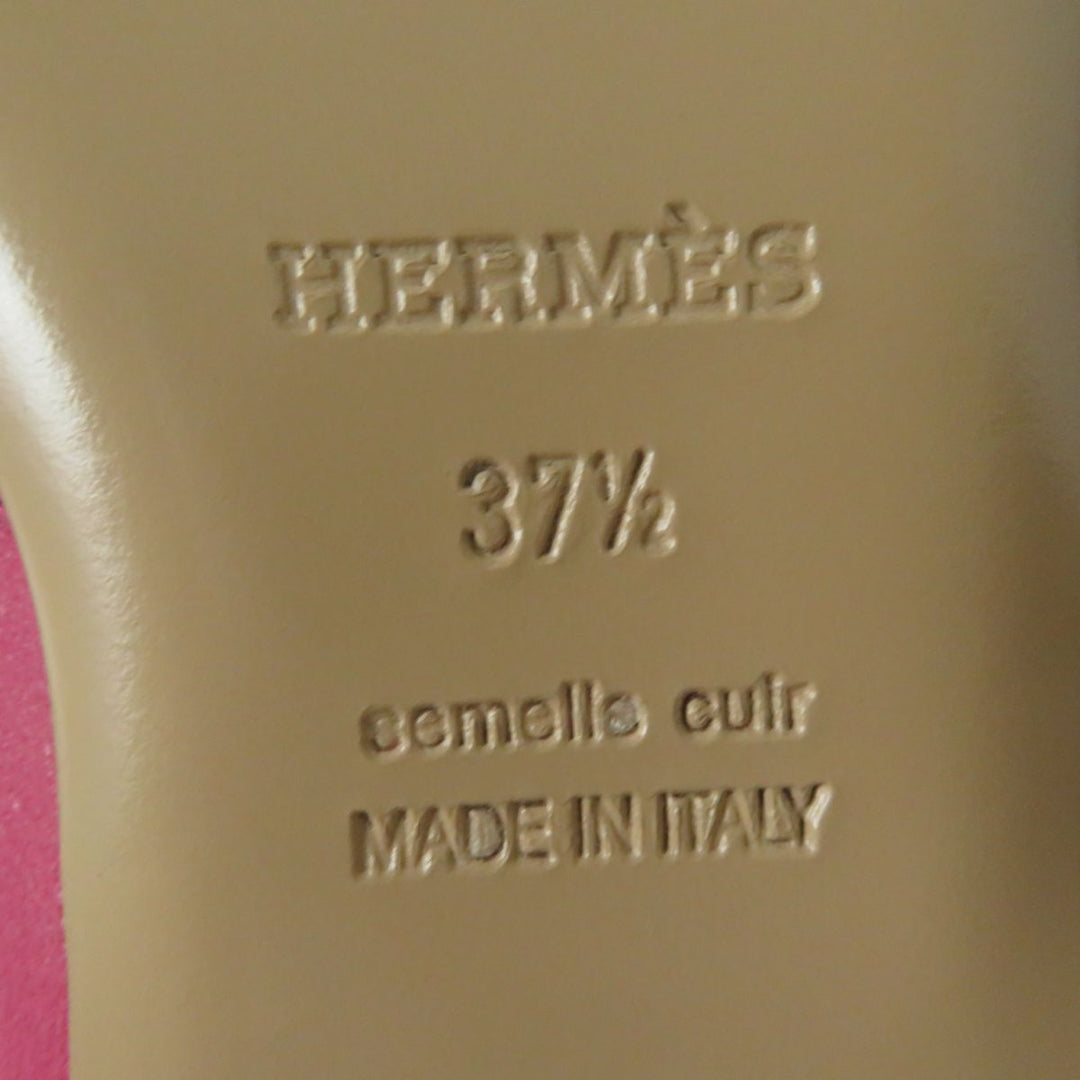 HERMÈS
37½
semelle cuir
MADE IN ITALY